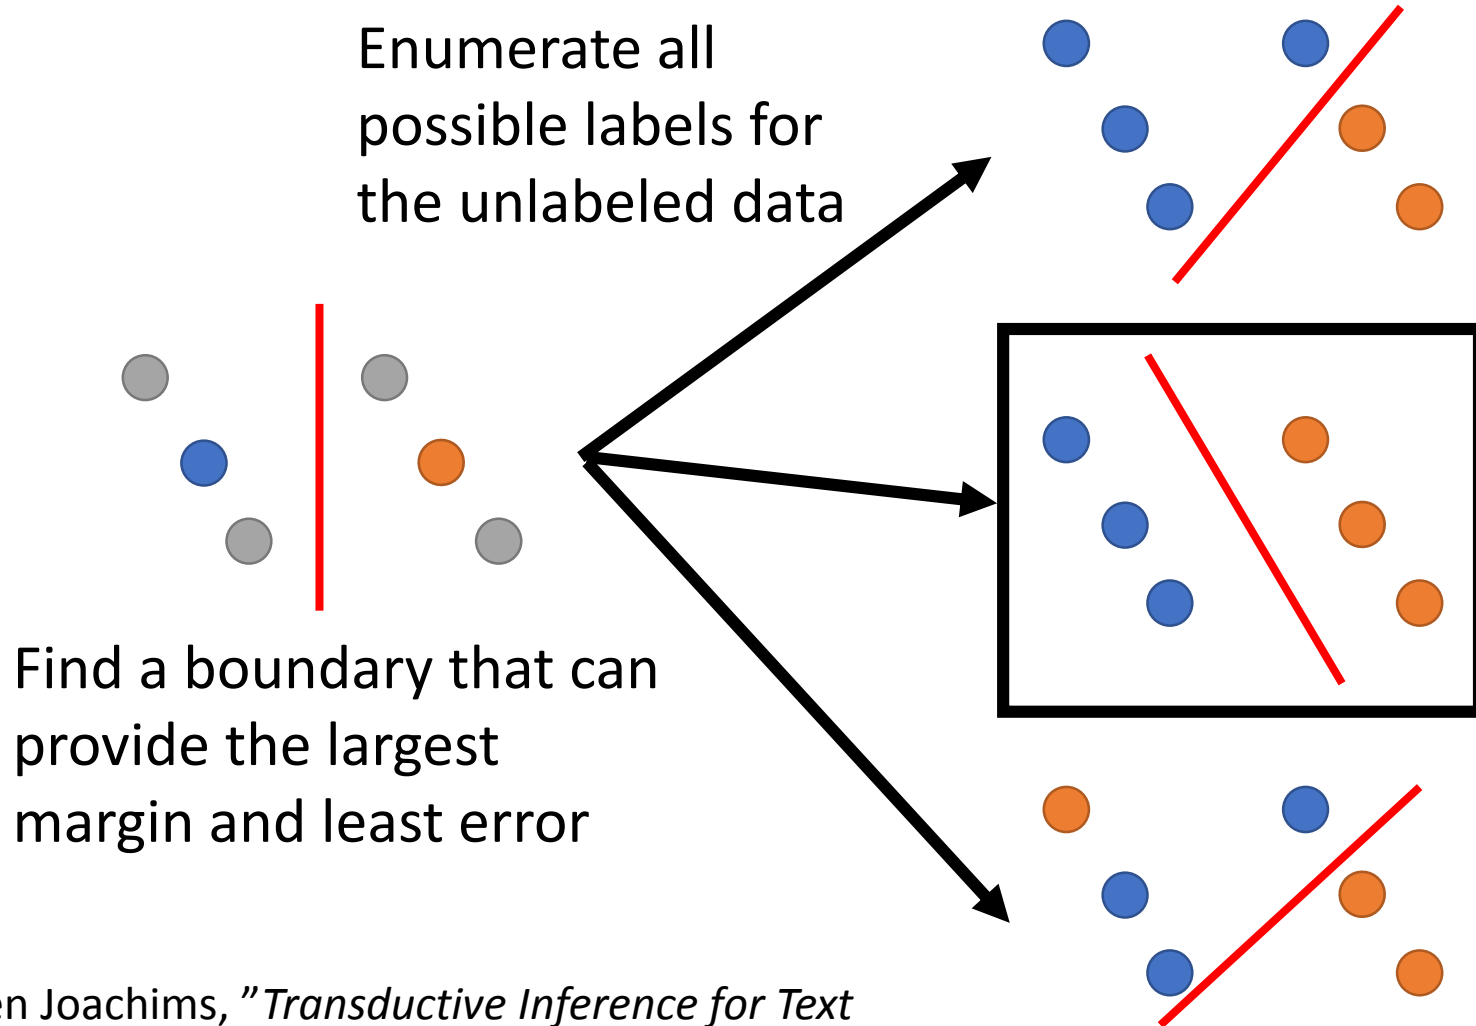 Enumerate all
possible labels for
the unlabeled data
Find a boundary that can
provide the largest
margin and least error
Joachims, ”Transductive Inference for Text